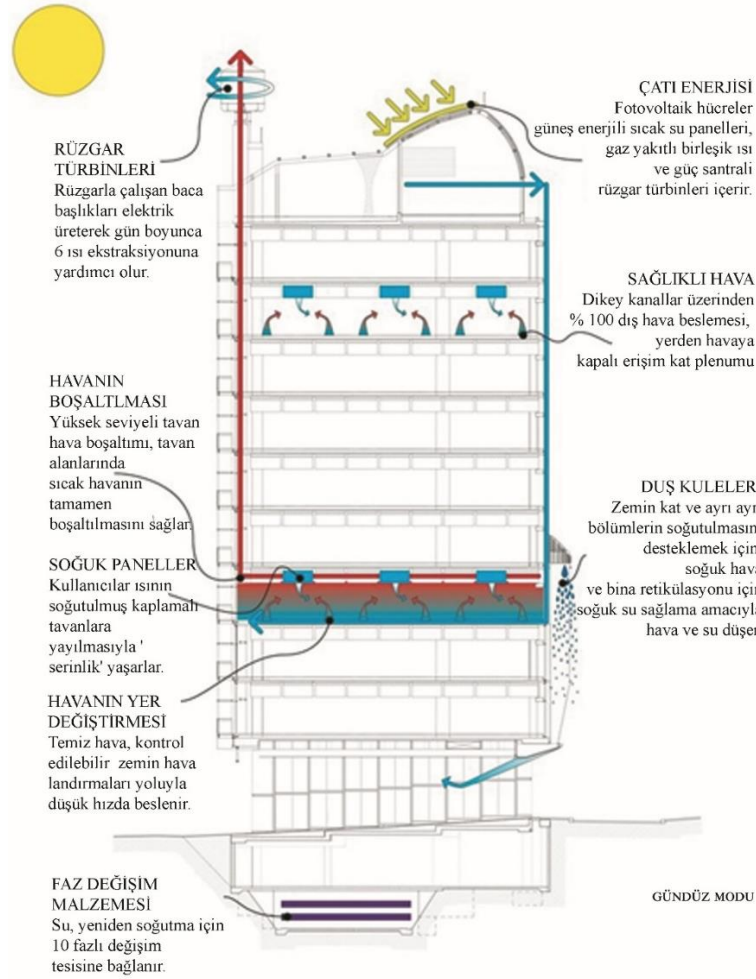 RÜZGAR
TÜRBİNLERİ
Rüzgarla çalışan baca
başlıkları elektrik
üreterek gün boyunca
6 ısı ekstraksiyonuna
yardımcı olur.
HAVANIN
BOŞALTLMASI
Yüksek seviyeli tavan
hava boşaltımı, tavan
alanlarında
sıcak havanın
tamamen
boşaltılmasını sağlar.
SOĞUK PANELLER
Kullanıcılar ısının
soğutulmuş kaplamalı
tavanlara
yayılmasıyla '
serinlik' yaşarlar.
HAVANIN YER
DEĞİŞTİRMESİ
Temiz hava, kontrol
edilebilir zemin hava
landırmaları yoluyla
düşük hızda beslenir.
FAZ DEĞİŞİM
MALZEMESİ
Su, yeniden soğutma için
10 fazlı değişim
tesisine bağlanır.
ÇATI ENERJİSİ
Fotovoltaik hücreler
güneş enerjili sıcak su panelleri,
gaz yakıtlı birleşik ısı
ve güç santrali
rüzgar türbinleri içerir.
SAĞLIKLI HAVA
Dikey kanallar üzerinden
% 100 dış hava beslemesi,
yerden havaya
kapalı erişim kat plenumu
DUŞ KULELER
Zemin kat ve ayrı ayr
bölümlerin soğutulmasın
desteklemek için
soğuk hava
ve bina retikülasyonu için
soğuk su sağlama amacıyla
hava ve su düşer
GÜNDÜZ MODU